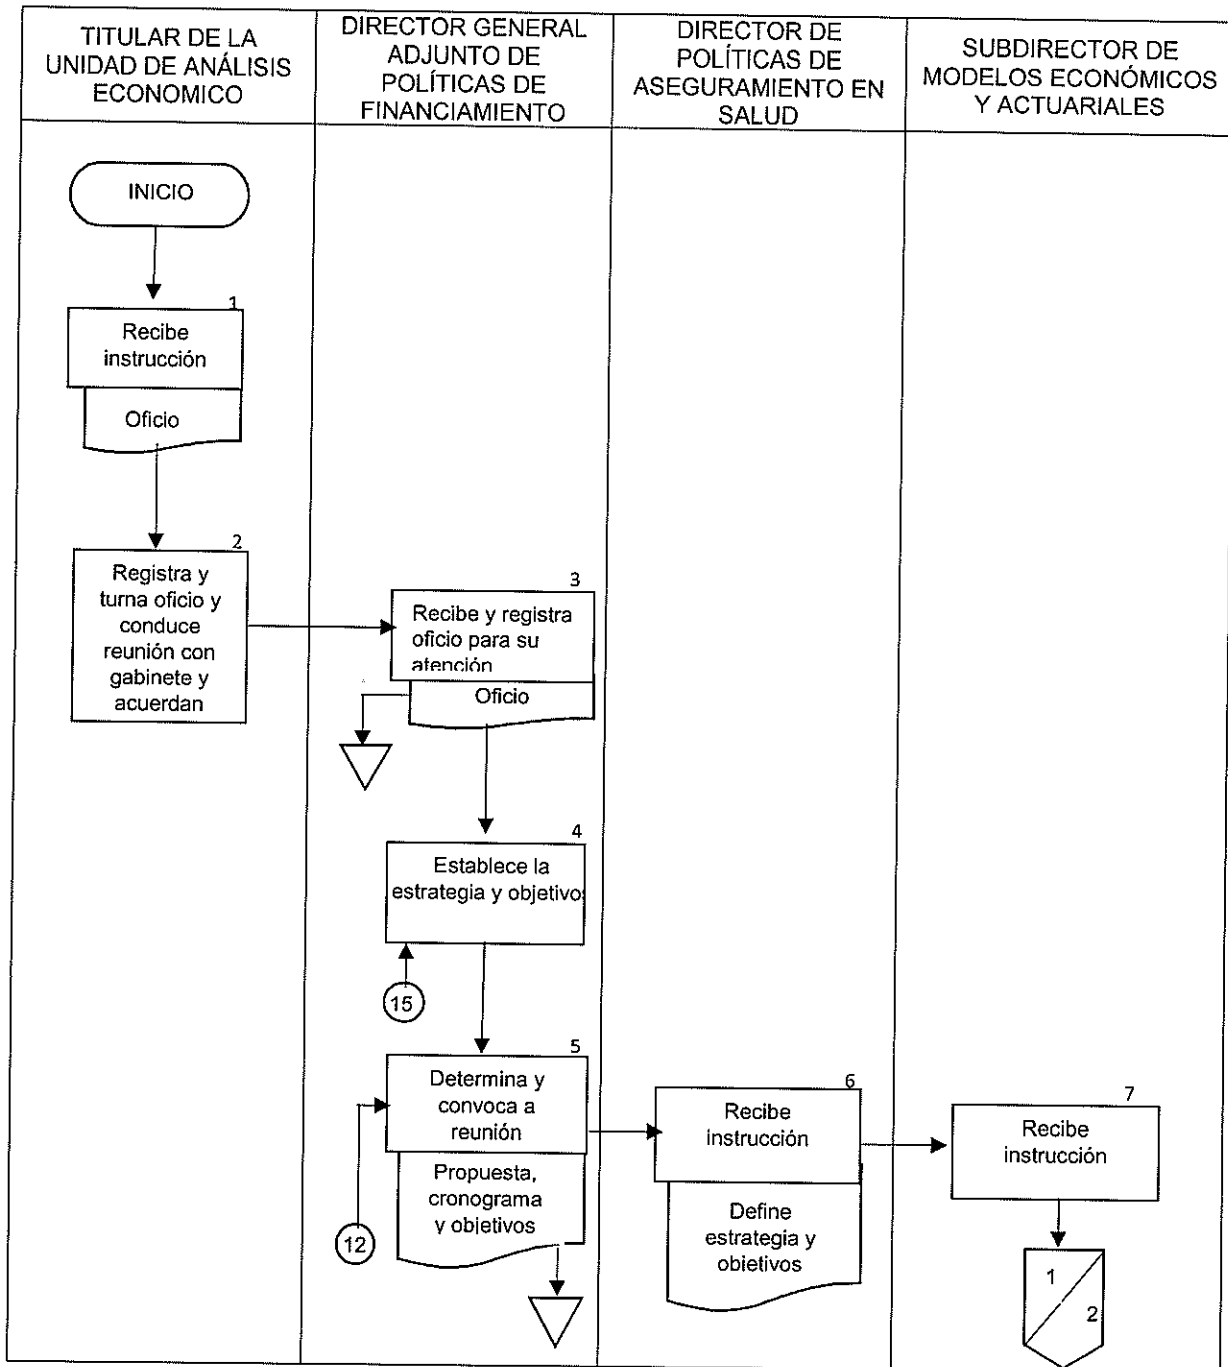 TITULAR DE LA
UNIDAD DE ANÁLISIS
ECONOMICO
DIRECTOR GENERAL
ADJUNTO DE
POLÍTICAS DE
FINANCIAMIENTO
DIRECTOR DE
POLÍTICAS DE
ASEGURAMIENTO EN
SALUD
SUBDIRECTOR DE
MODELOS ECONÓMICOS
Y ACTUARIALES
INICIO
1
Recibe
instrucción
Oficio
2
Registra y
turna oficio y
conduce
reunión con
gabinete y
acuerdan
3
Recibe y registra
oficio para su
atención
Oficio
4
Establece la
estrategia y objetivos
15
5
Determina y
convoca a
reunión
Propuesta,
cronograma
y objetivos
12
6
Recibe
instrucción
Define
estrategia y
objetivos
7
Recibe
instrucción
1
2